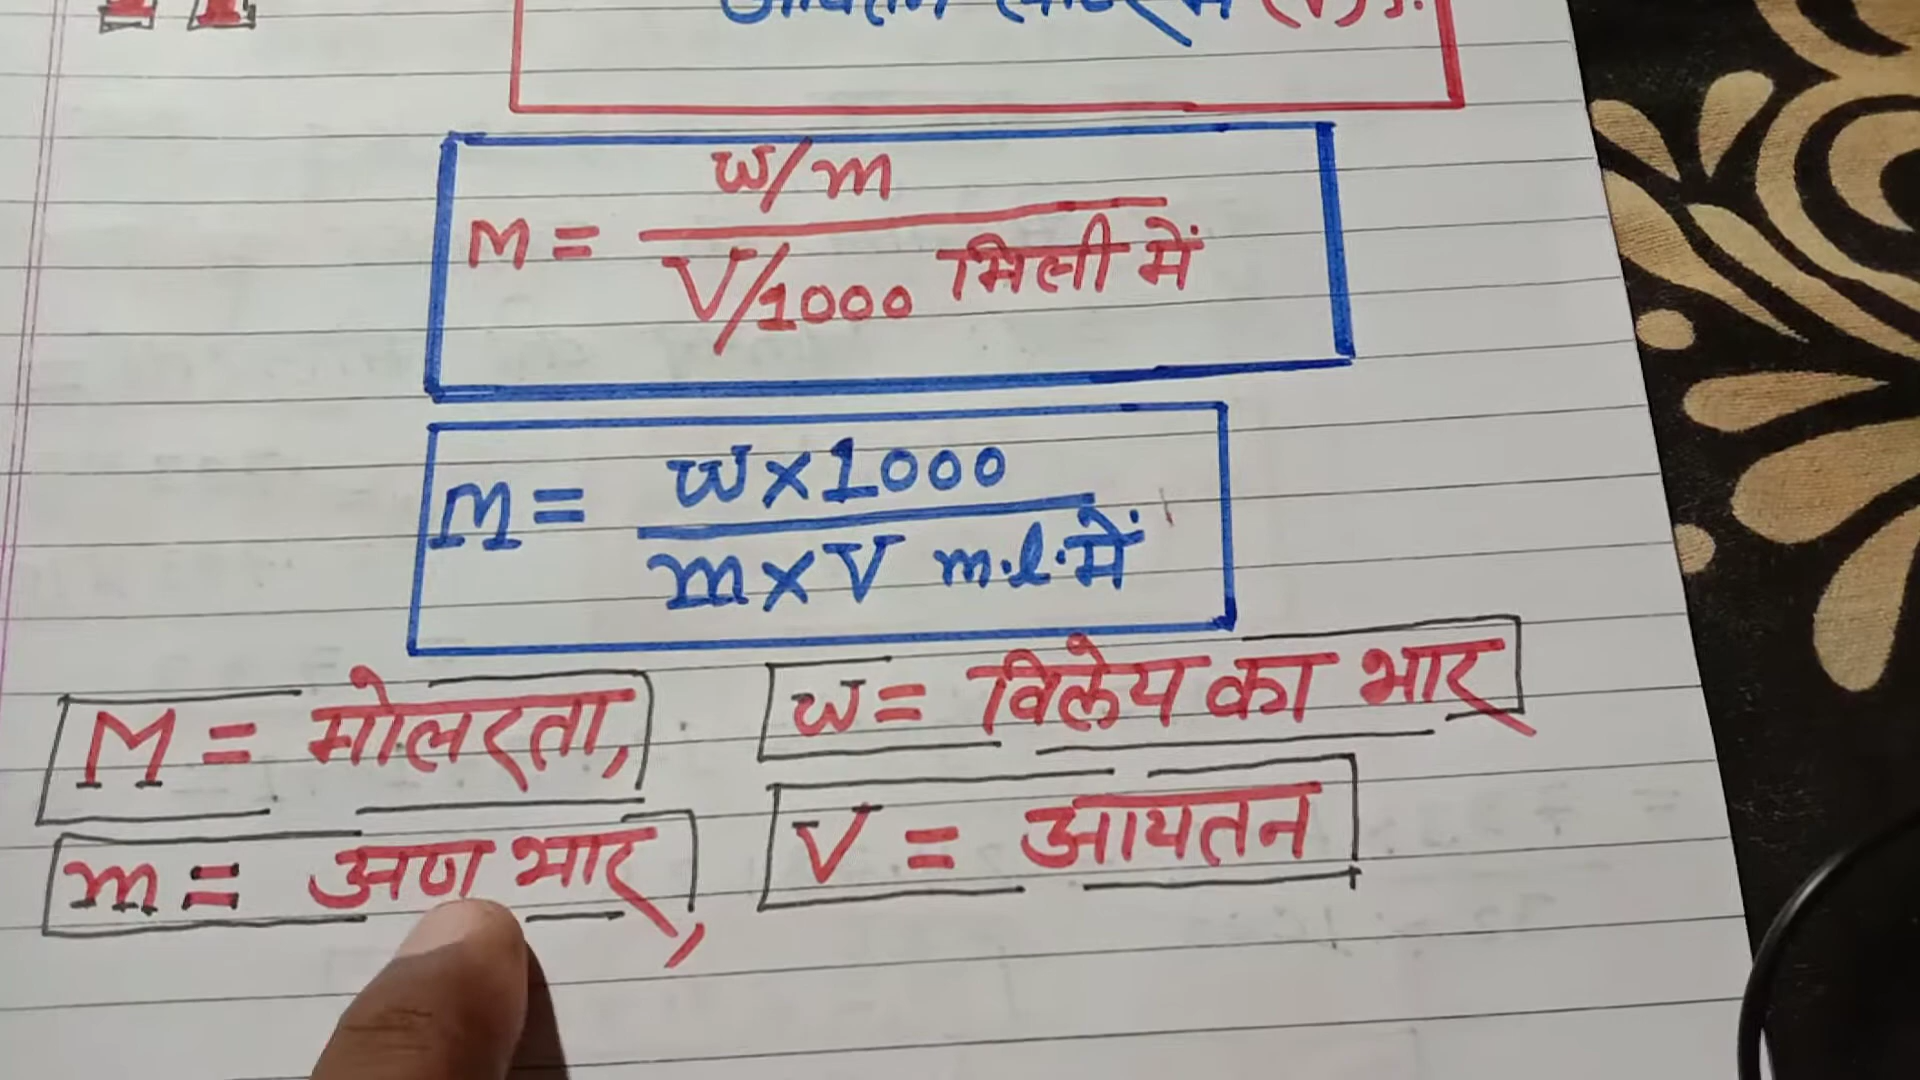 M = w/m
V/1000 मिली में
M = w×1000
m×V m.l. में
M = मोलरता, w = विलेय का भार
m = अणु भार, V = आयतन